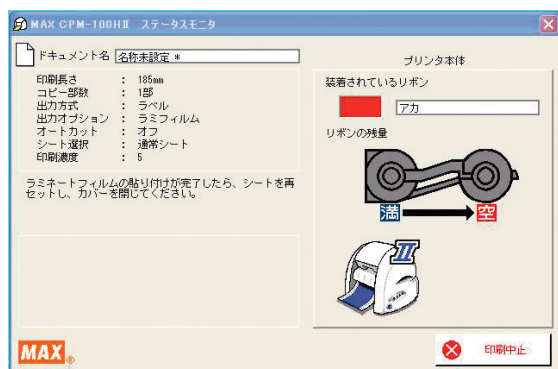 MAX CPM-100HⅡ ステータスモニタ
ドキュメント名 名称未設定 *
印刷長さ : 185mm
コピー部数 : 1部
出力方式 : ラベル
出力オプション : ラミフィルム
オートカット : オフ
シート選択 : 通常シート
印刷濃度 : 5
ラミネートフィルムの貼り付けが完了したら、シートを再
セットし、カバーを閉じてください。
プリンタ本体
装着されているリボン
アカ
リボンの残量
満 空
Ⅱ
MAX®
印刷中止